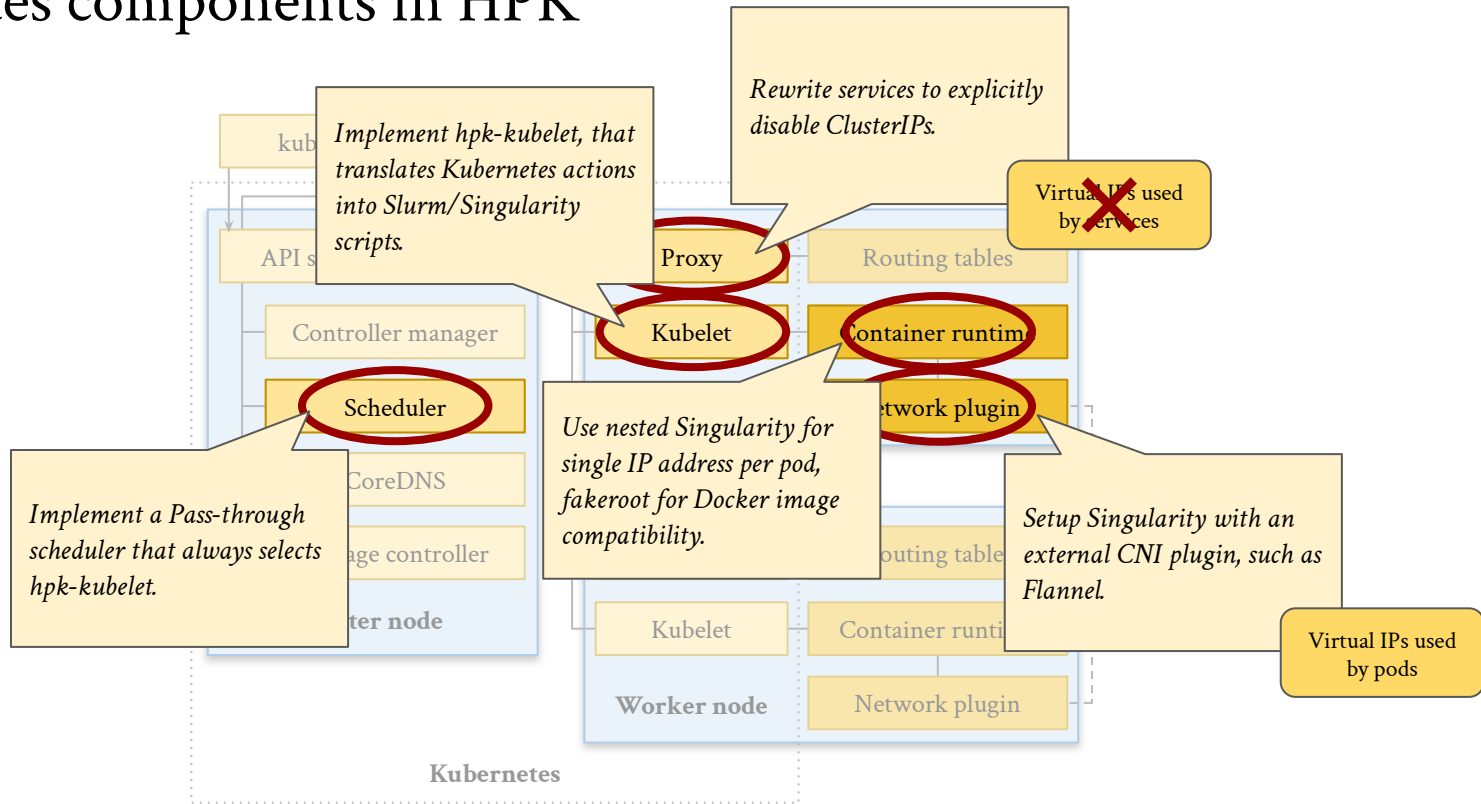 components in HPK
Rewrite services to explicitly
disable ClusterIPs.
Implement hpk-kubelet, that
translates Kubernetes actions
into Slurm/Singularity
scripts.
Virtual IPs used
by services
API
Proxy
Routing tables
Controller manager
Kubelet
Container runtime
Scheduler
plugin
Use nested Singularity for
single IP address per pod,
fakeroot for Docker image
compatibility.
CoreDNS
Implement a Pass-through
scheduler that always selects
hpk-kubelet.
Setup Singularity with an
external CNI plugin, such as
Flannel.
controller
node
Kubelet
Container
Virtual IPs used
by pods
Worker node
Network plugin
Kubernetes